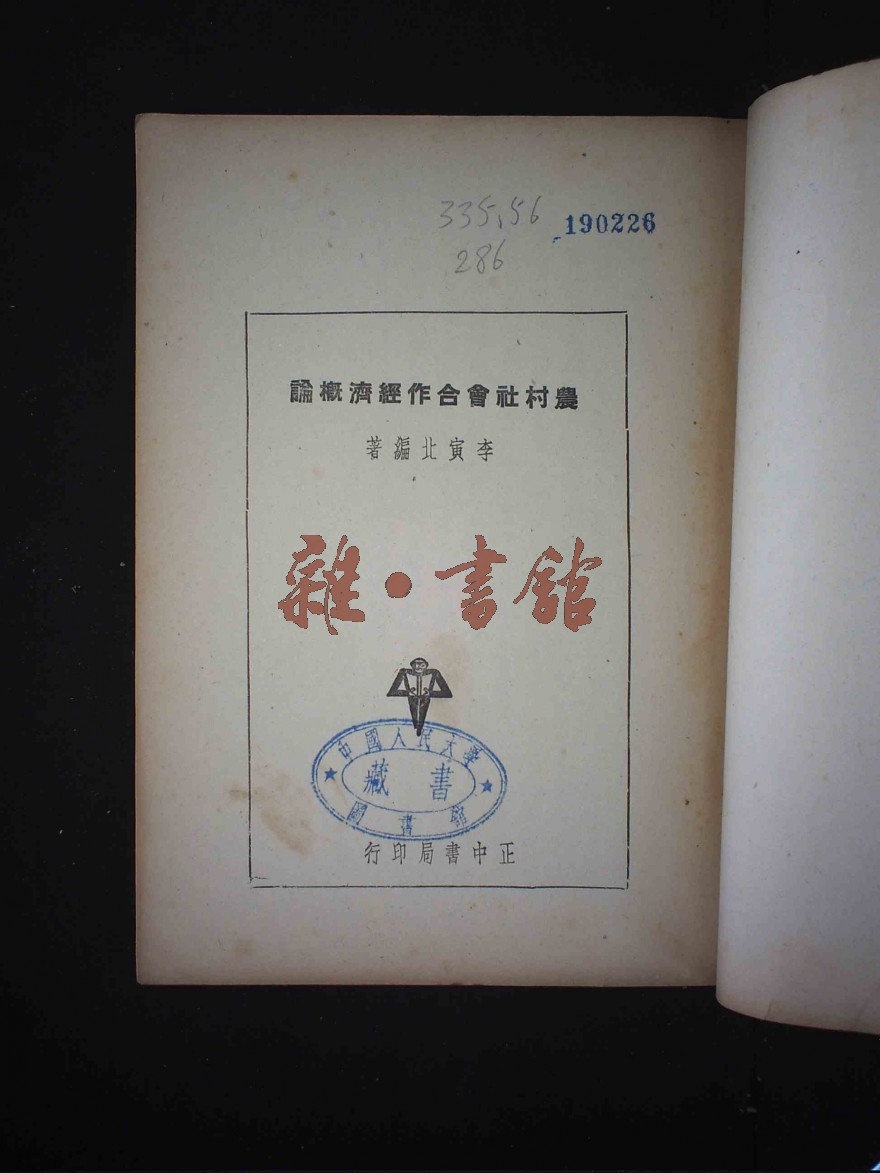 335.56
190226
286
農村社會合作經濟概論
李寅北編著
雜·書館
中國人民大學
藏書
圖書館
正中書局印行